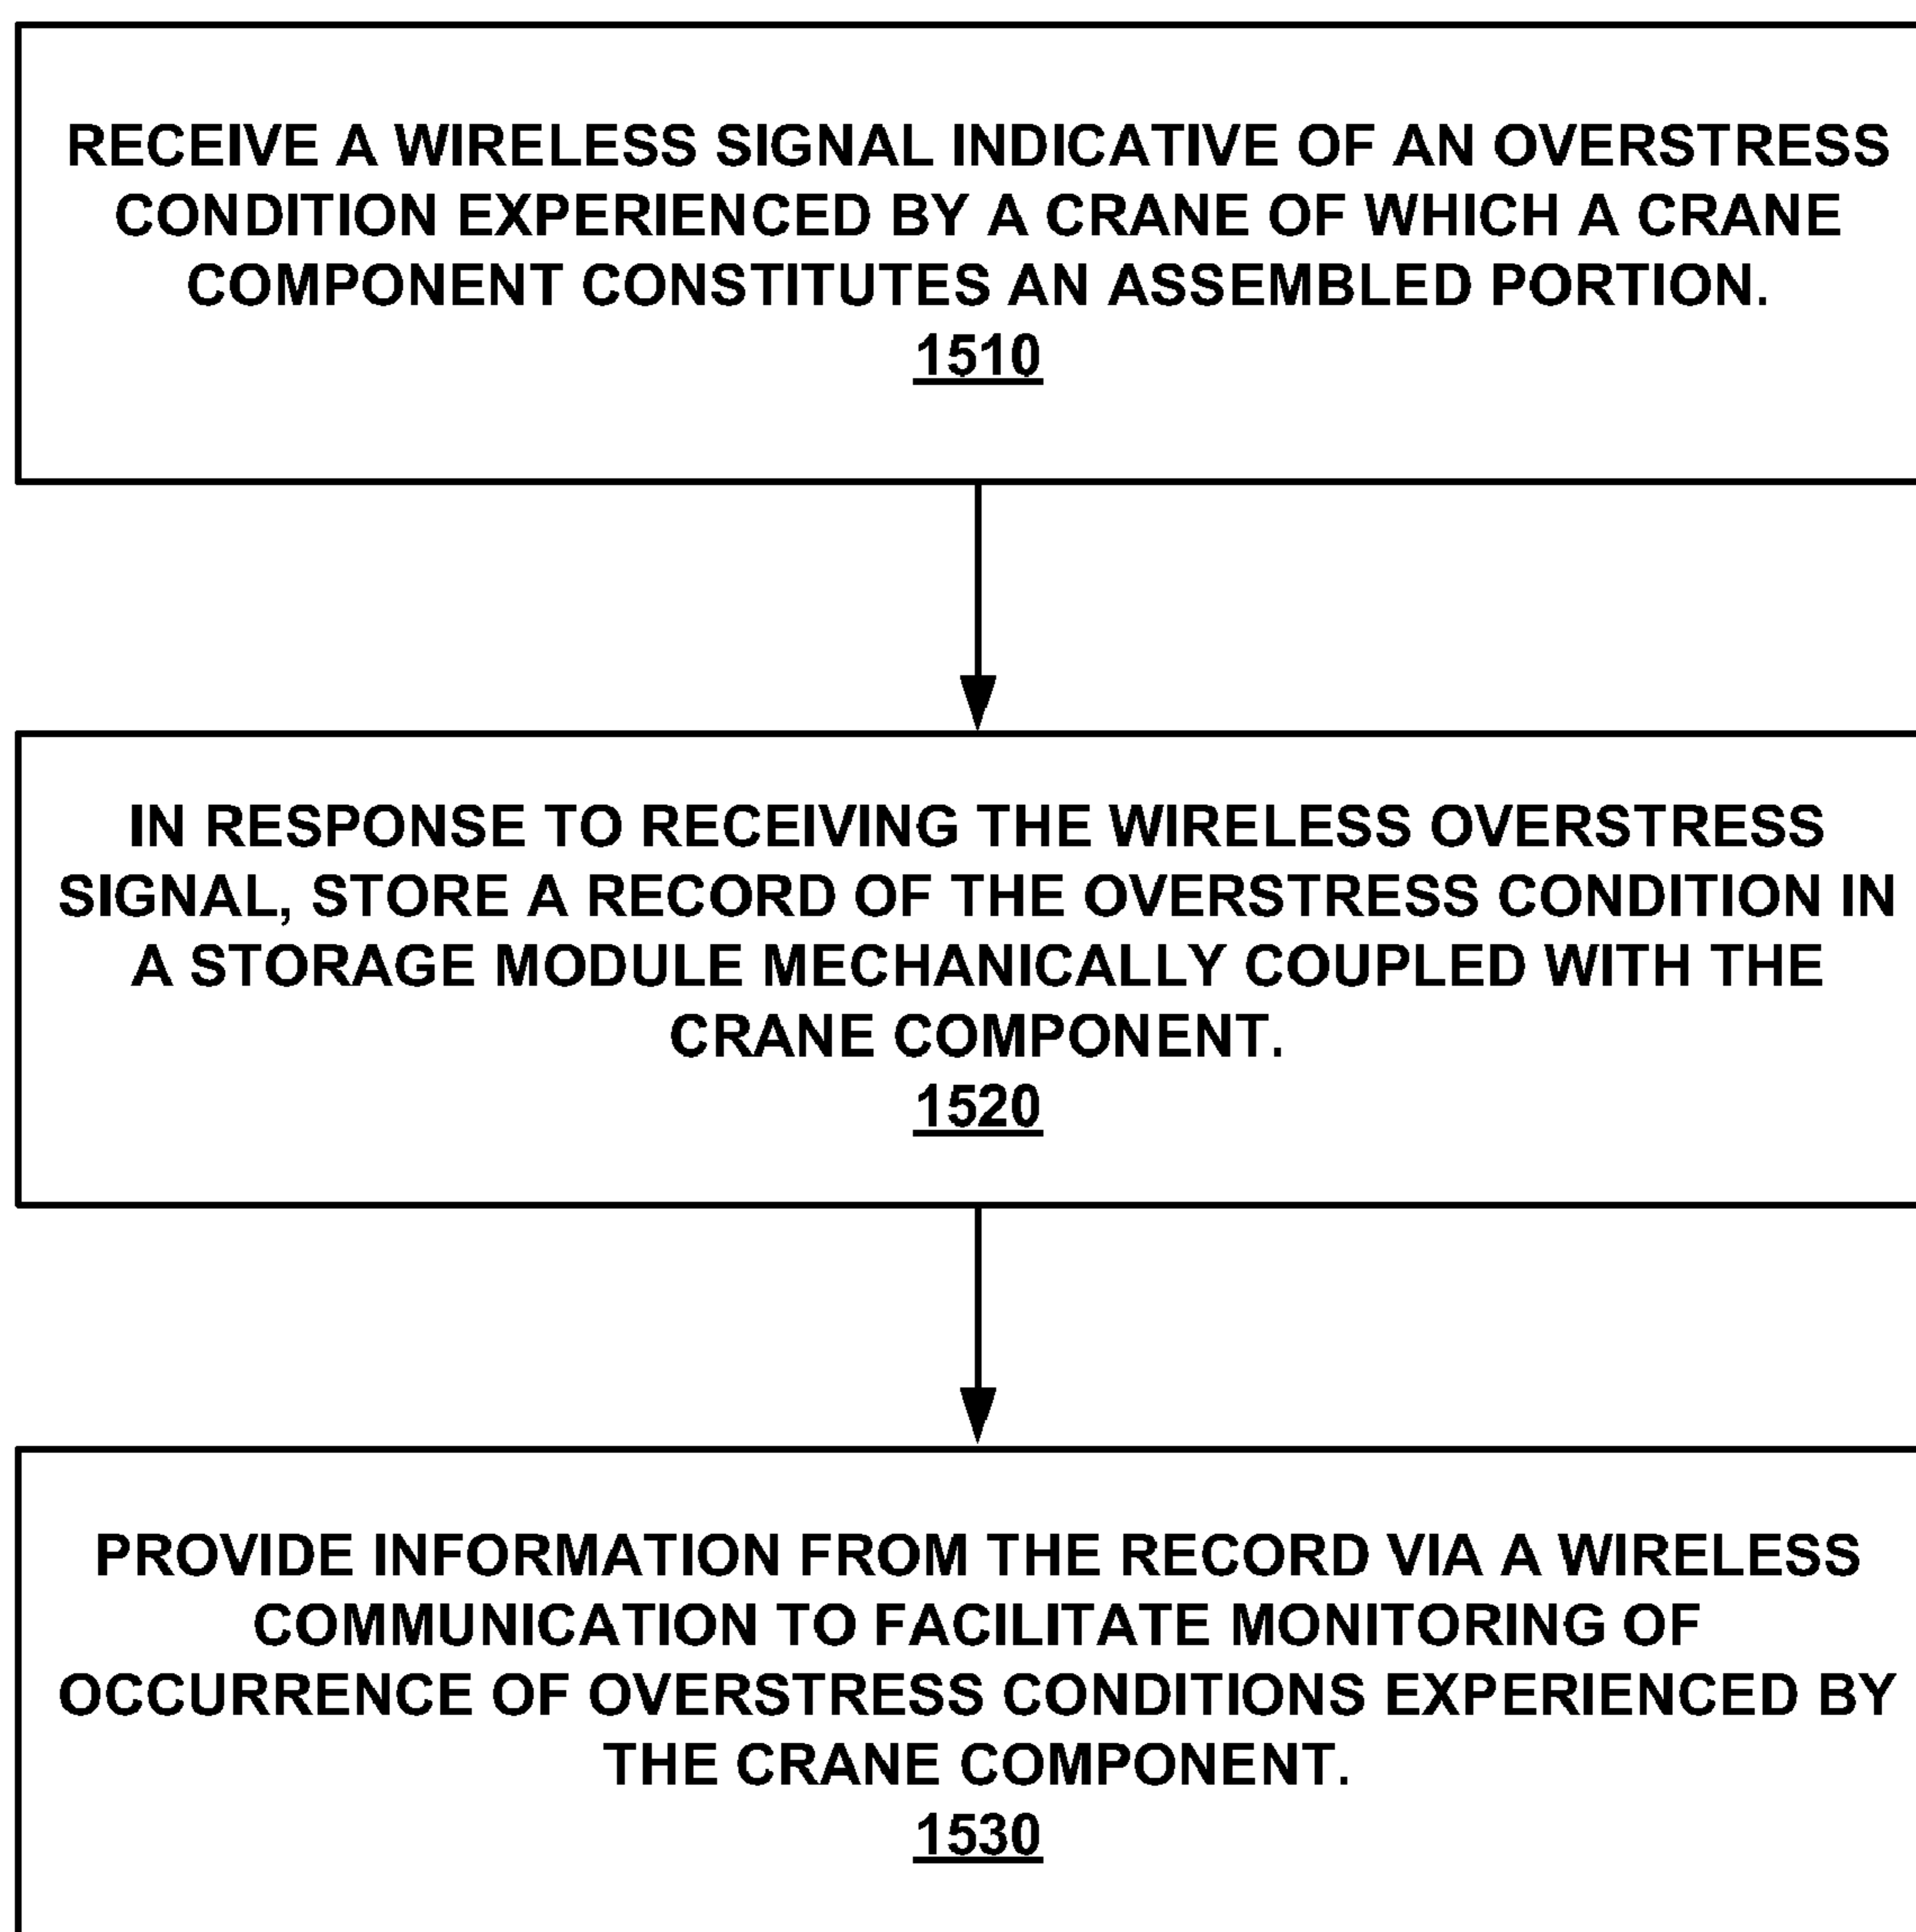 RECEIVE A WIRELESS SIGNAL INDICATIVE OF AN OVERSTRESS
CONDITION EXPERIENCED BY A CRANE OF WHICH A CRANE
COMPONENT CONSTITUTES AN ASSEMBLED PORTION.
1510
IN RESPONSE TO RECEIVING THE WIRELESS OVERSTRESS
SIGNAL, STORE A RECORD OF THE OVERSTRESS CONDITION IN
A STORAGE MODULE MECHANICALLY COUPLED WITH THE
CRANE COMPONENT.
1520
PROVIDE INFORMATION FROM THE RECORD VIA A WIRELESS
COMMUNICATION TO FACILITATE MONITORING OF
OCCURRENCE OF OVERSTRESS CONDITIONS EXPERIENCED BY
THE CRANE COMPONENT.
1530